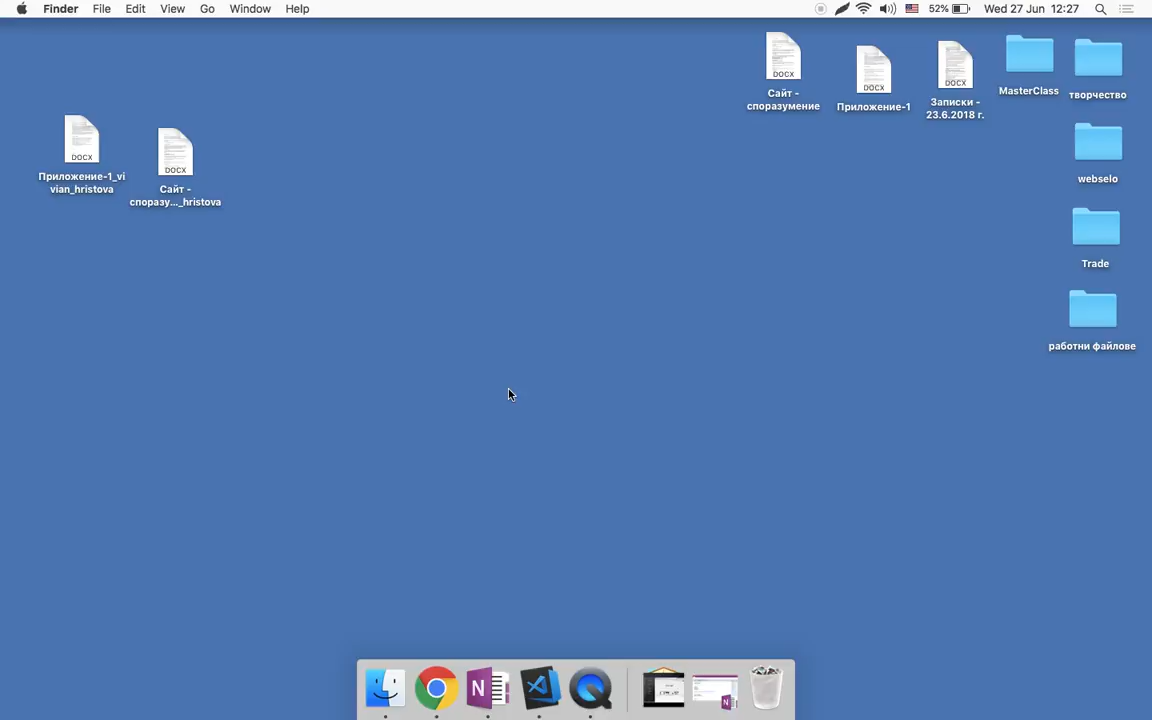 Finder File Edit View Go Window Help 52% Wed 27 Jun 12:27
DOCX
Сайт -
споразумение
DOCX
Приложение-1
DOCX
Записки -
23.6.2018 г.
MasterClass
творчество
DOCX
Приложение-1_vi
vian_hristova
DOCX
Сайт -
споразу..._hristova
webselo
Trade
работни файлове
N